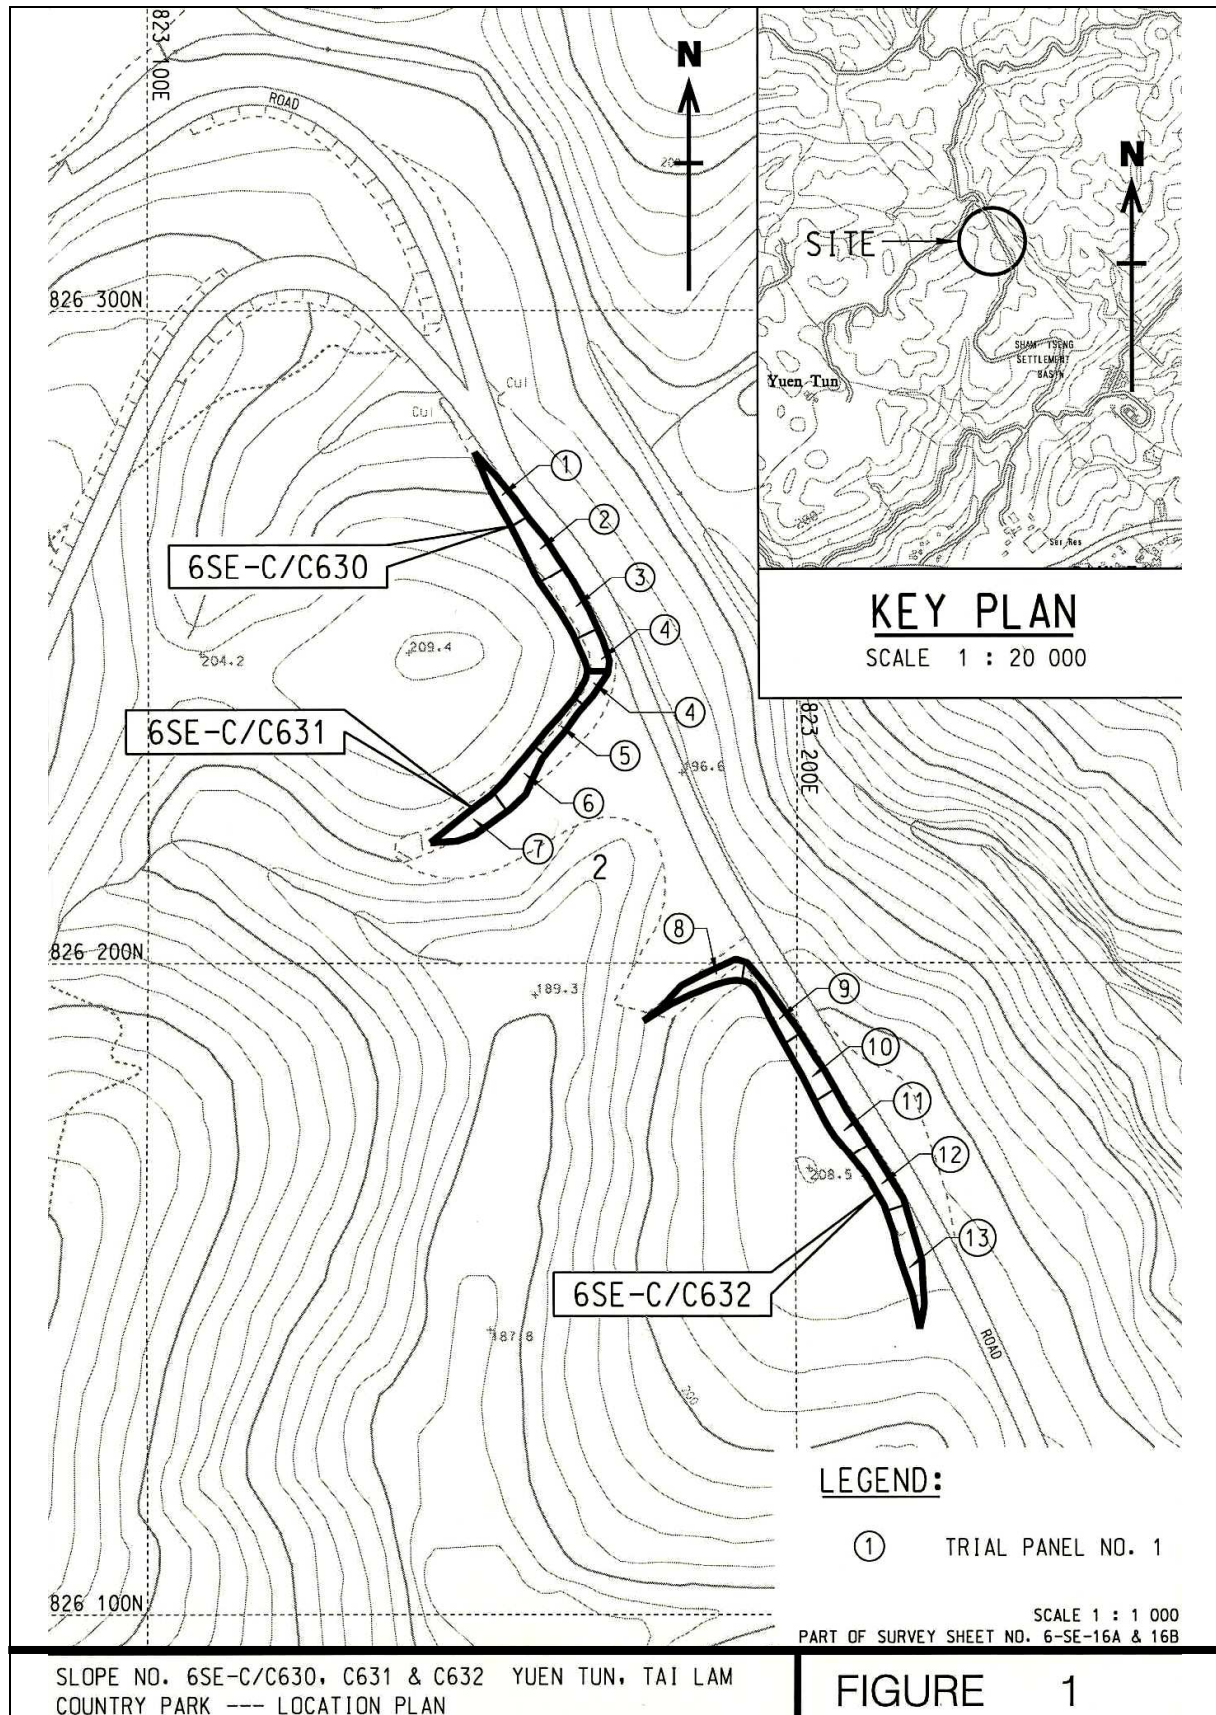 823 100E
ROAD
N
200
N
SITE
826 300N
SHAM TSENG
SETTLEMENT
BASIN
Yuen Tun
Cul
Cul
1
2
200
Ser Res
6SE-C/C630
3
KEY PLAN
SCALE 1 : 20 000
4
209.4
204.2
4
6SE-C/C631
5
823 200E
196.6
6
7
2
8
826 200N
189.3
9
10
11
12
208.5
13
6SE-C/C632
187.8
ROAD
200
LEGEND:
1 TRIAL PANEL NO. 1
826 100N
SCALE 1 : 1 000
PART OF SURVEY SHEET NO. 6-SE-16A & 16B
SLOPE NO. 6SE-C/C630, C631 & C632 YUEN TUN, TAI LAM
COUNTRY PARK --- LOCATION PLAN
FIGURE 1